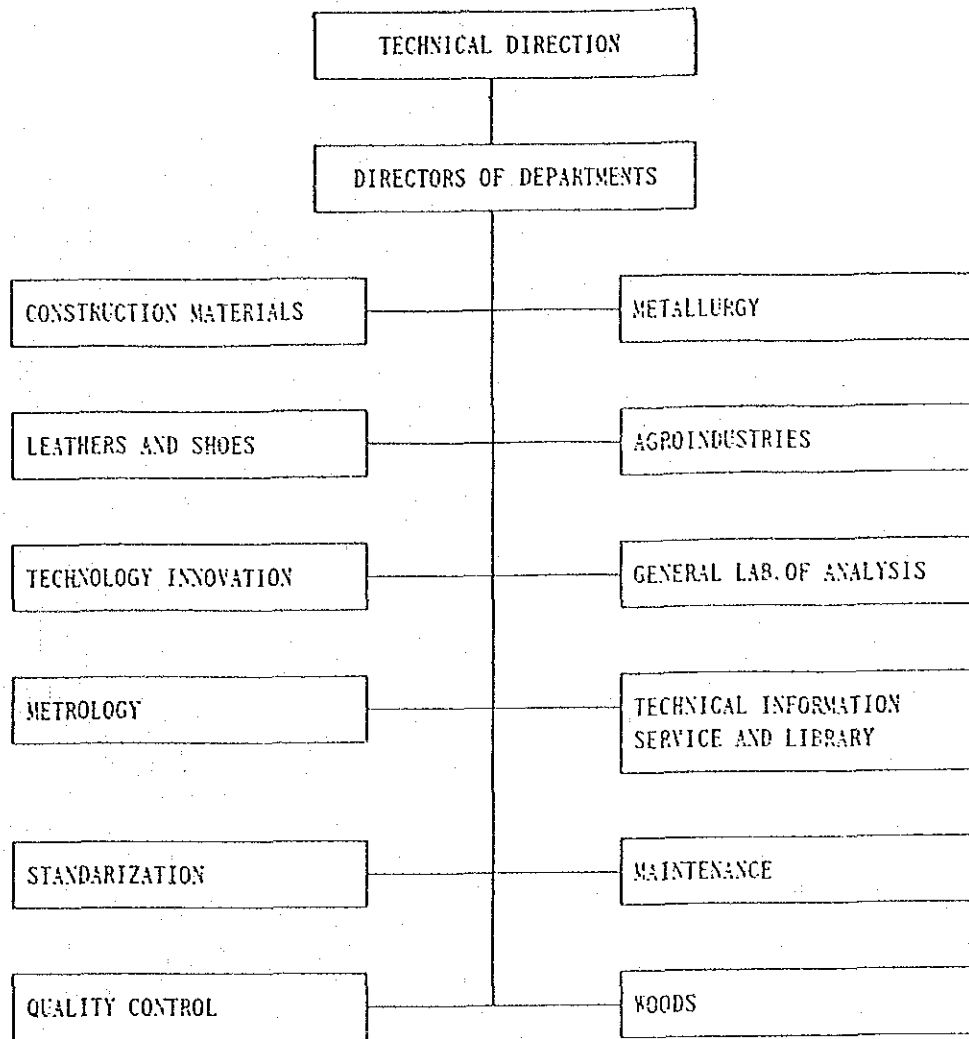 TECHNICAL DIRECTION
DIRECTORS OF DEPARTMENTS
CONSTRUCTION MATERIALS
METALLURGY
LEATHERS AND SHOES
AGROINDUSTRIES
TECHNOLOGY INNOVATION
GENERAL LAB.OF ANALYSIS
METROLOGY
TECHNICAL INFORMATION
SERVICE AND LIBRARY
STANDARIZATION
MAINTENANCE
QUALITY CONTROL
WOODS